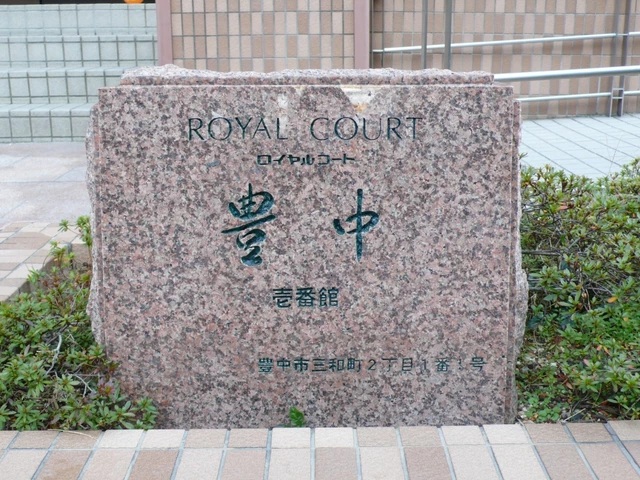 ROYAL COURT
ロイヤルコート
豊中
壱番館
豊中市三和町2丁目1番1号